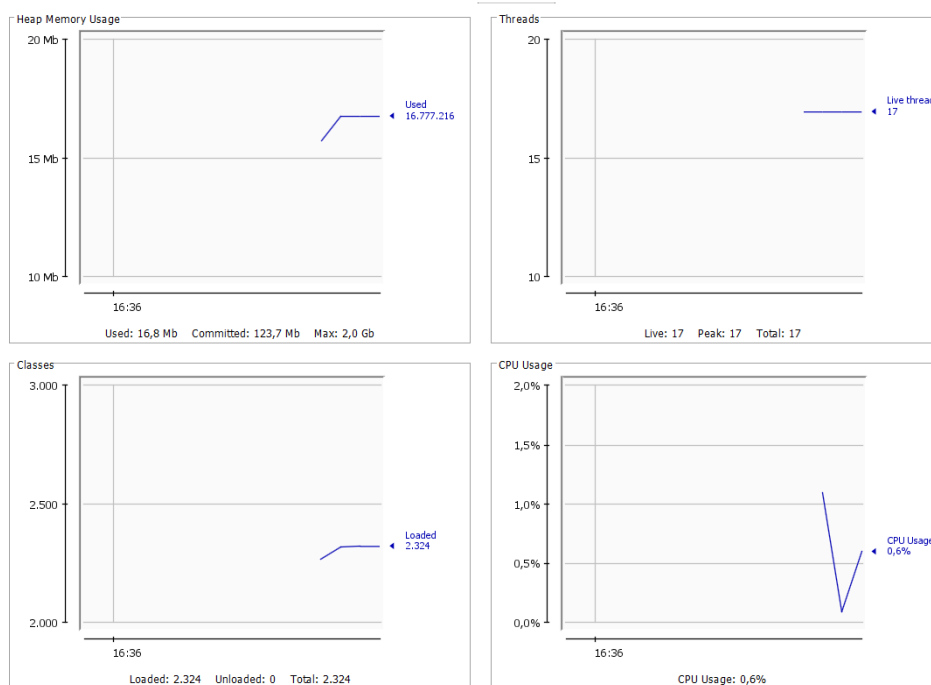 Heap Memory Usage
20 Mb
15 Mb
10 Mb
Used
16.777.216
16:36
Used: 16,8 Mb Committed: 123,7 Mb Max: 2,0 Gb
Threads
20
15
10
Live thread
17
16:36
Live: 17 Peak: 17 Total: 17
Classes
3.000
2.500
2.000
Loaded
2.324
16:36
Loaded: 2.324 Unloaded: 0 Total: 2.324
CPU Usage
2,0%
1,5%
1,0%
0,5%
0,0%
CPU Usage
0,6%
16:36
CPU Usage: 0,6%